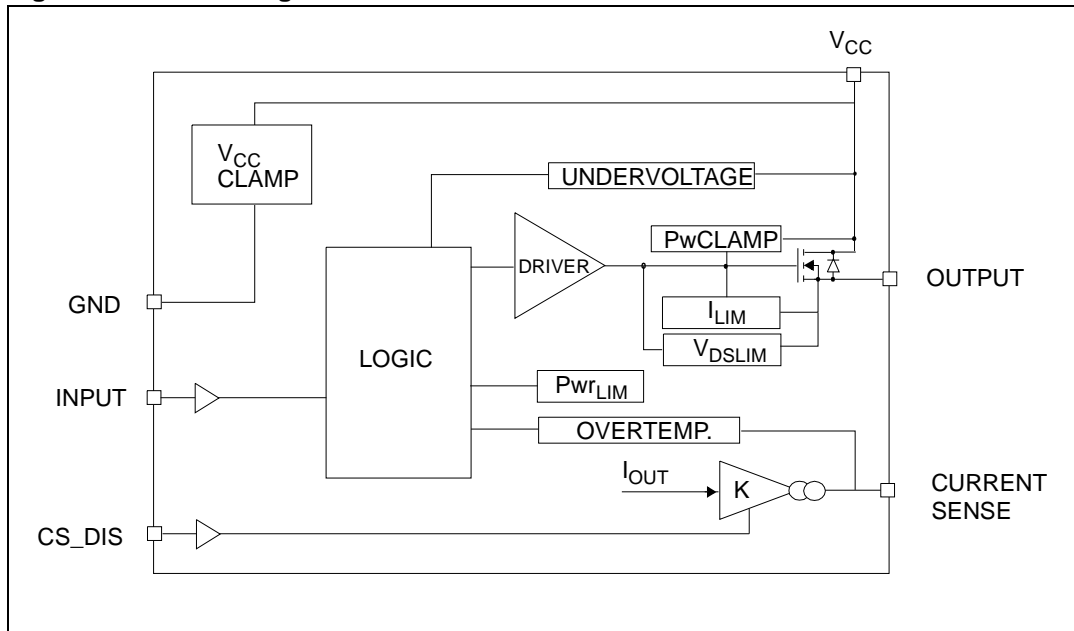 VCC
VCC
CLAMP
UNDERVOLTAGE
PwCLAMP
DRIVER
OUTPUT
GND
ILIM
VDSLIM
LOGIC
INPUT
PwrLIM
OVERTEMP.
IOUT
K
CURRENT
SENSE
CS_DIS